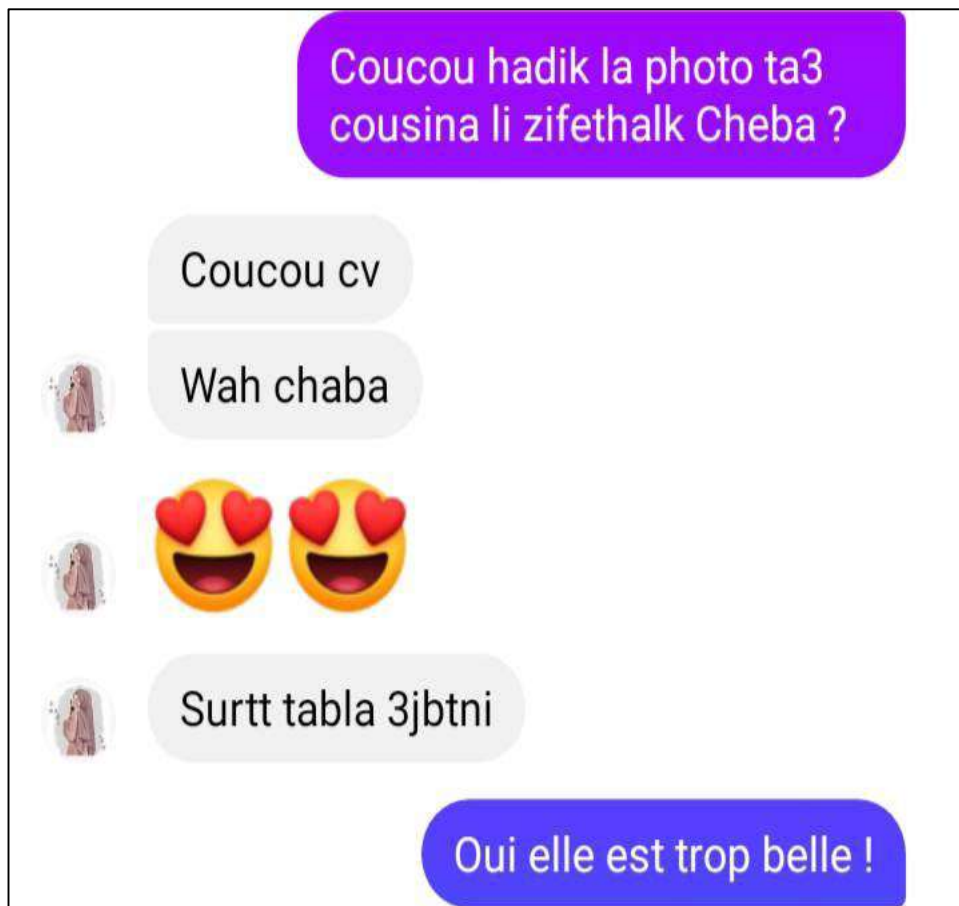 Coucou hadik la photo ta3
cousina li zifethalk Cheba ?
Coucou cv
Wah chaba
Surtt tabla 3jbtni
Oui elle est trop belle !